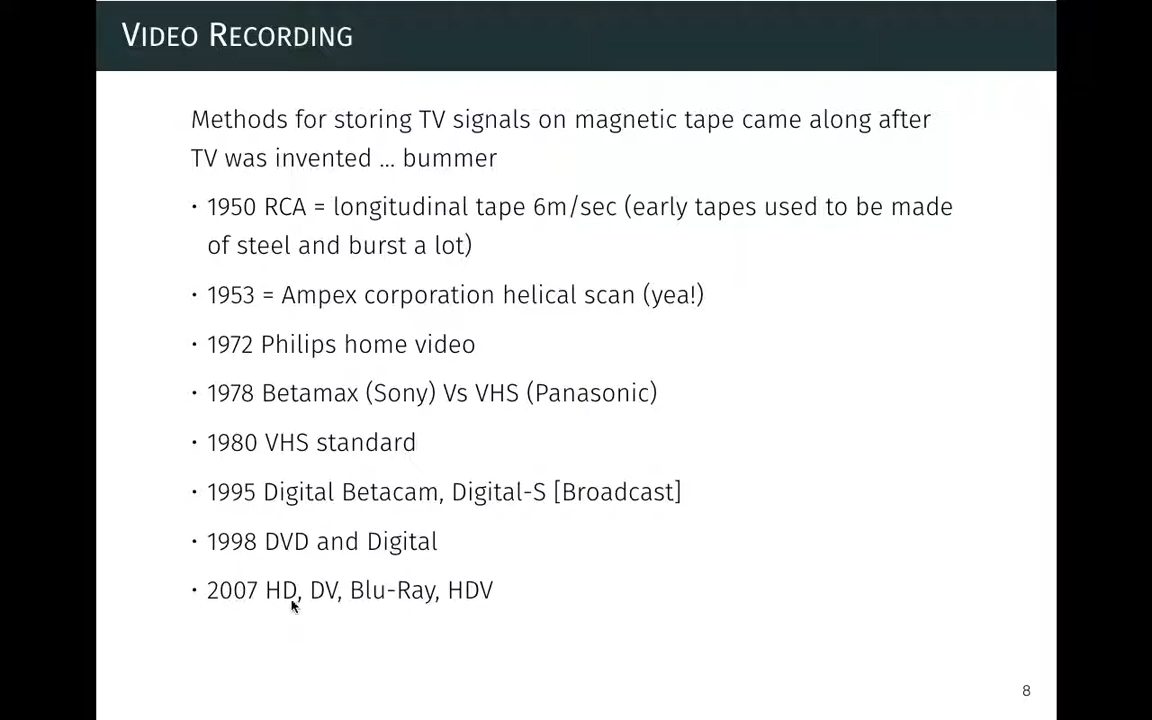 Video Recording
Methods for storing TV signals on magnetic tape came along after
TV was invented ... bummer
· 1950 RCA = longitudinal tape 6m/sec (early tapes used to be made
of steel and burst a lot)
· 1953 = Ampex corporation helical scan (yea!)
· 1972 Philips home video
· 1978 Betamax (Sony) Vs VHS (Panasonic)
· 1980 VHS standard
· 1995 Digital Betacam, Digital-S [Broadcast]
· 1998 DVD and Digital
· 2007 HD, DV, Blu-Ray, HDV
8